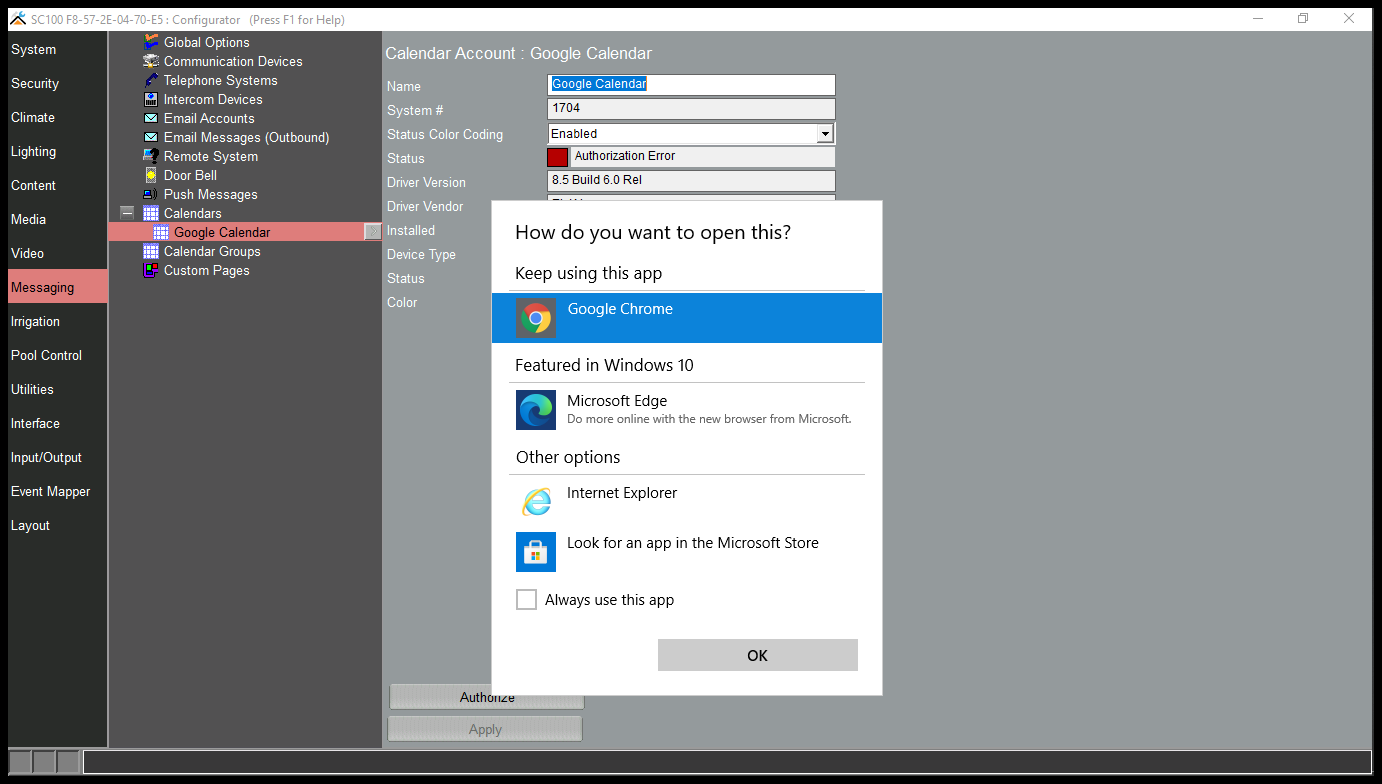 SC100 F8-57-2E-04-70-E5 : Configurator (Press F1 for Help)
System
Security
Climate
Lighting
Content
Media
Video
Messaging
Irrigation
Pool Control
Utilities
Interface
Input/Output
Event Mapper
Layout
Global Options
Communication Devices
Telephone Systems
Intercom Devices
Email Accounts
Email Messages (Outbound)
Remote System
Door Bell
Push Messages
Calendars
Google Calendar
Calendar Groups
Custom Pages
Calendar Account : Google Calendar
Name Google Calendar
System # 1704
Status Color Coding Enabled
Status Authorization Error
Driver Version 8.5 Build 6.0 Rel
Driver Vendor
Installed
Device Type
Status
Color
How do you want to open this?
Keep using this app
Google Chrome
Featured in Windows 10
Microsoft Edge
Do more online with the new browser from Microsoft.
Other options
Internet Explorer
Look for an app in the Microsoft Store
Always use this app
OK
Authorize
Apply